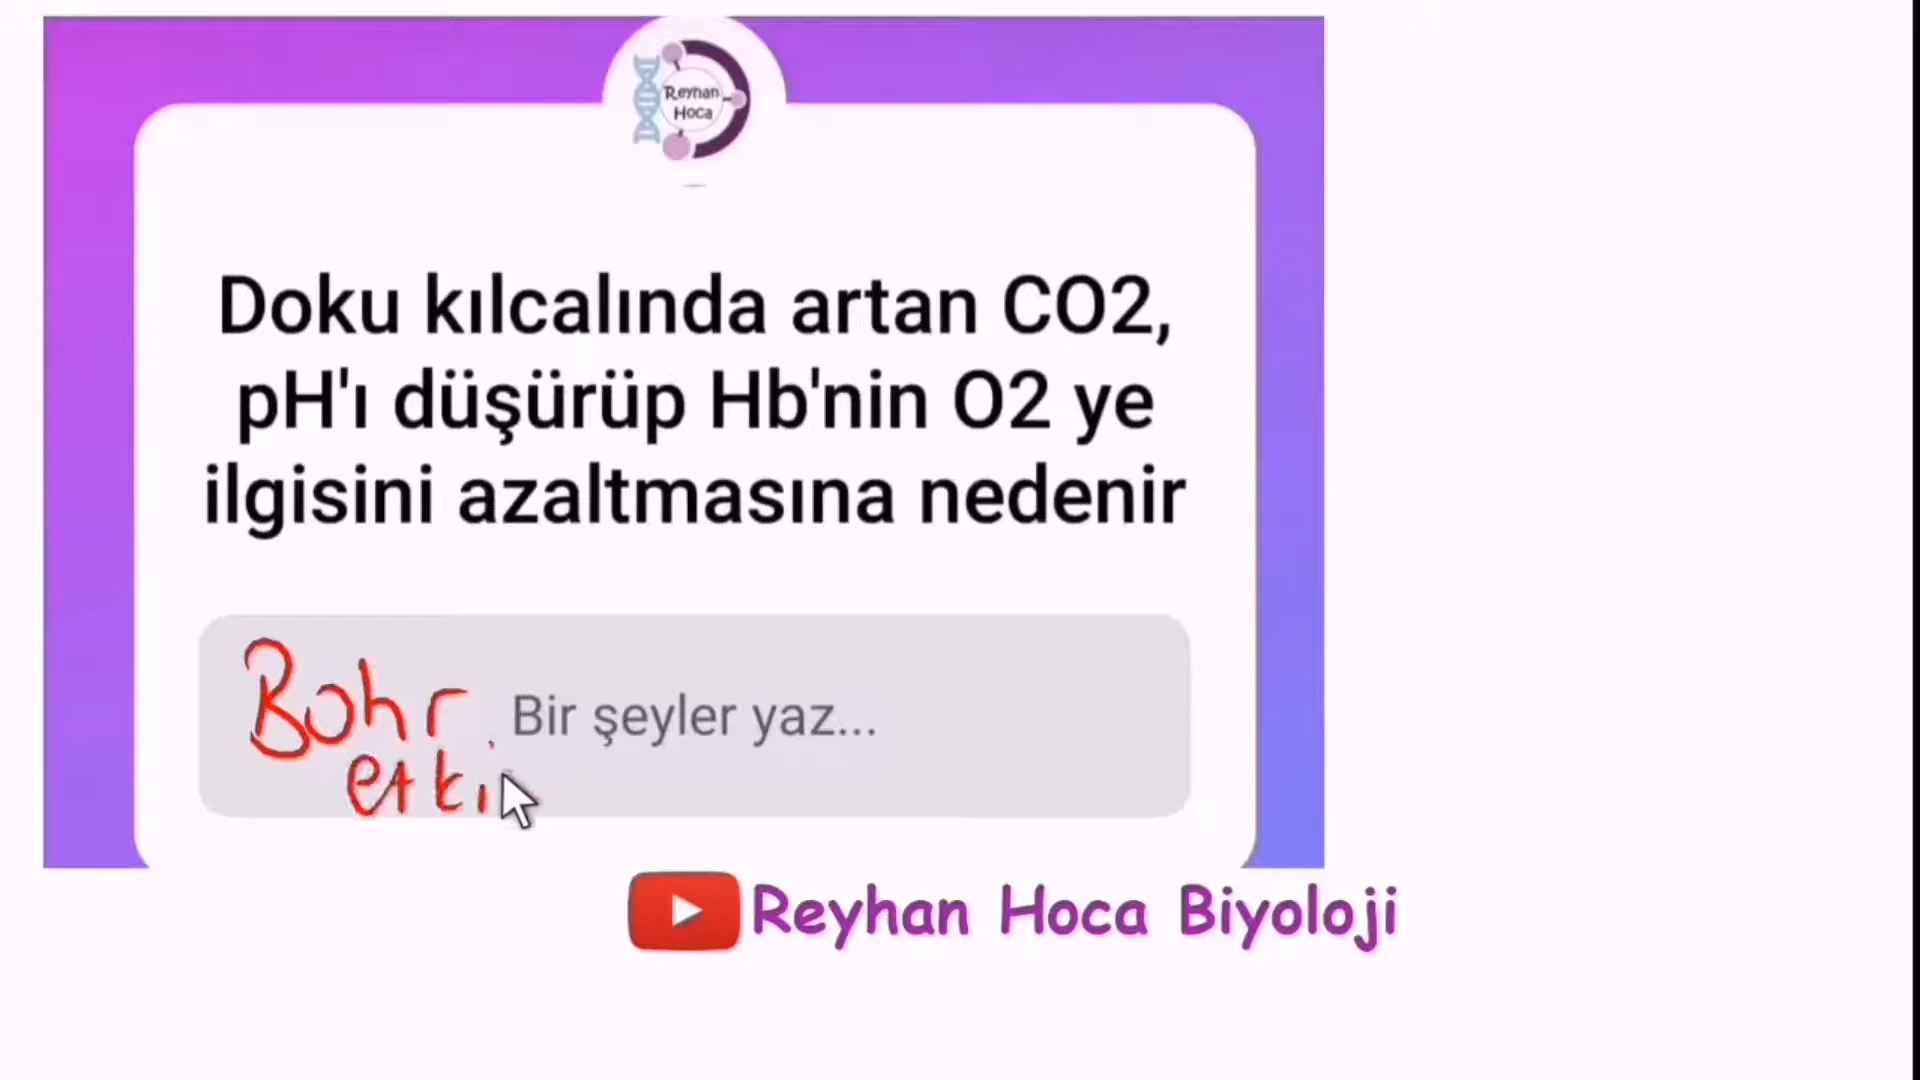 Reyhan
Hoca
Doku kılcalında artan CO2,
pH'ı düşürüp Hb'nin O2 ye
ilgisini azaltmasına nedenir
Bohr
Bir şeyler yaz...
etki
Reyhan Hoca Biyoloji